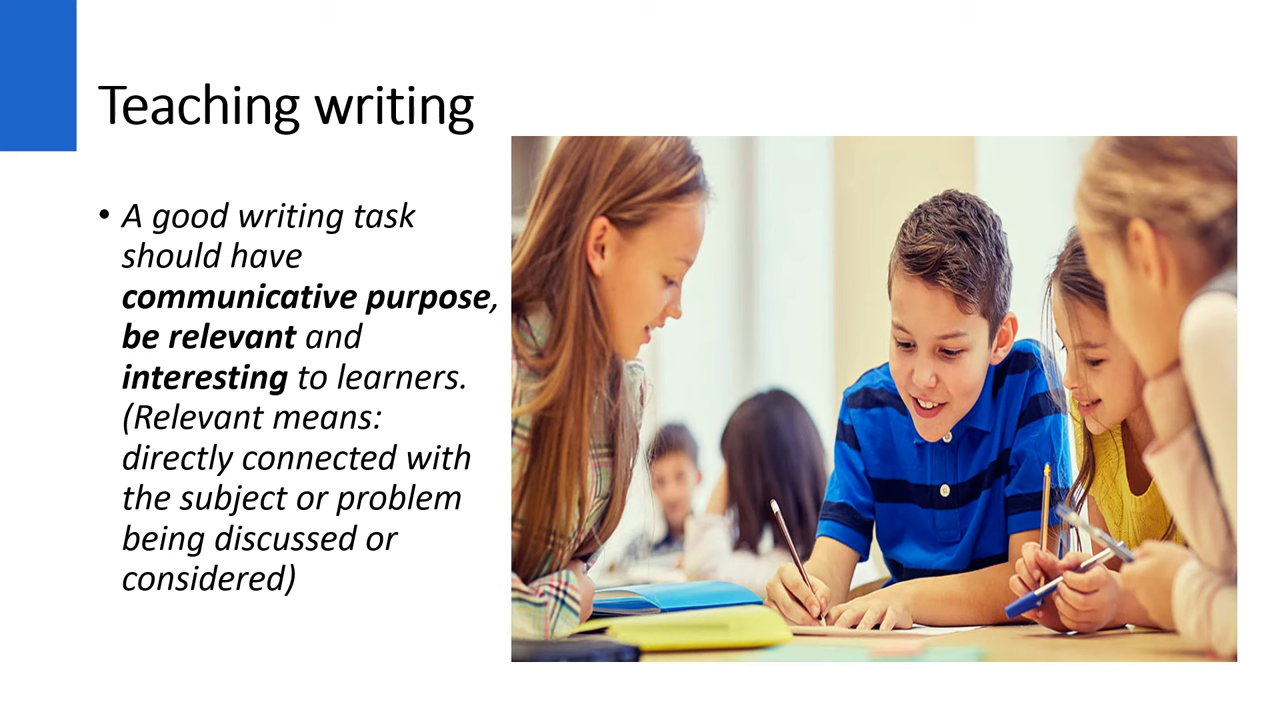 Teaching writing
• A good writing task
should have
communicative purpose,
be relevant and
interesting to learners.
(Relevant means:
directly connected with
the subject or problem
being discussed or
considered)